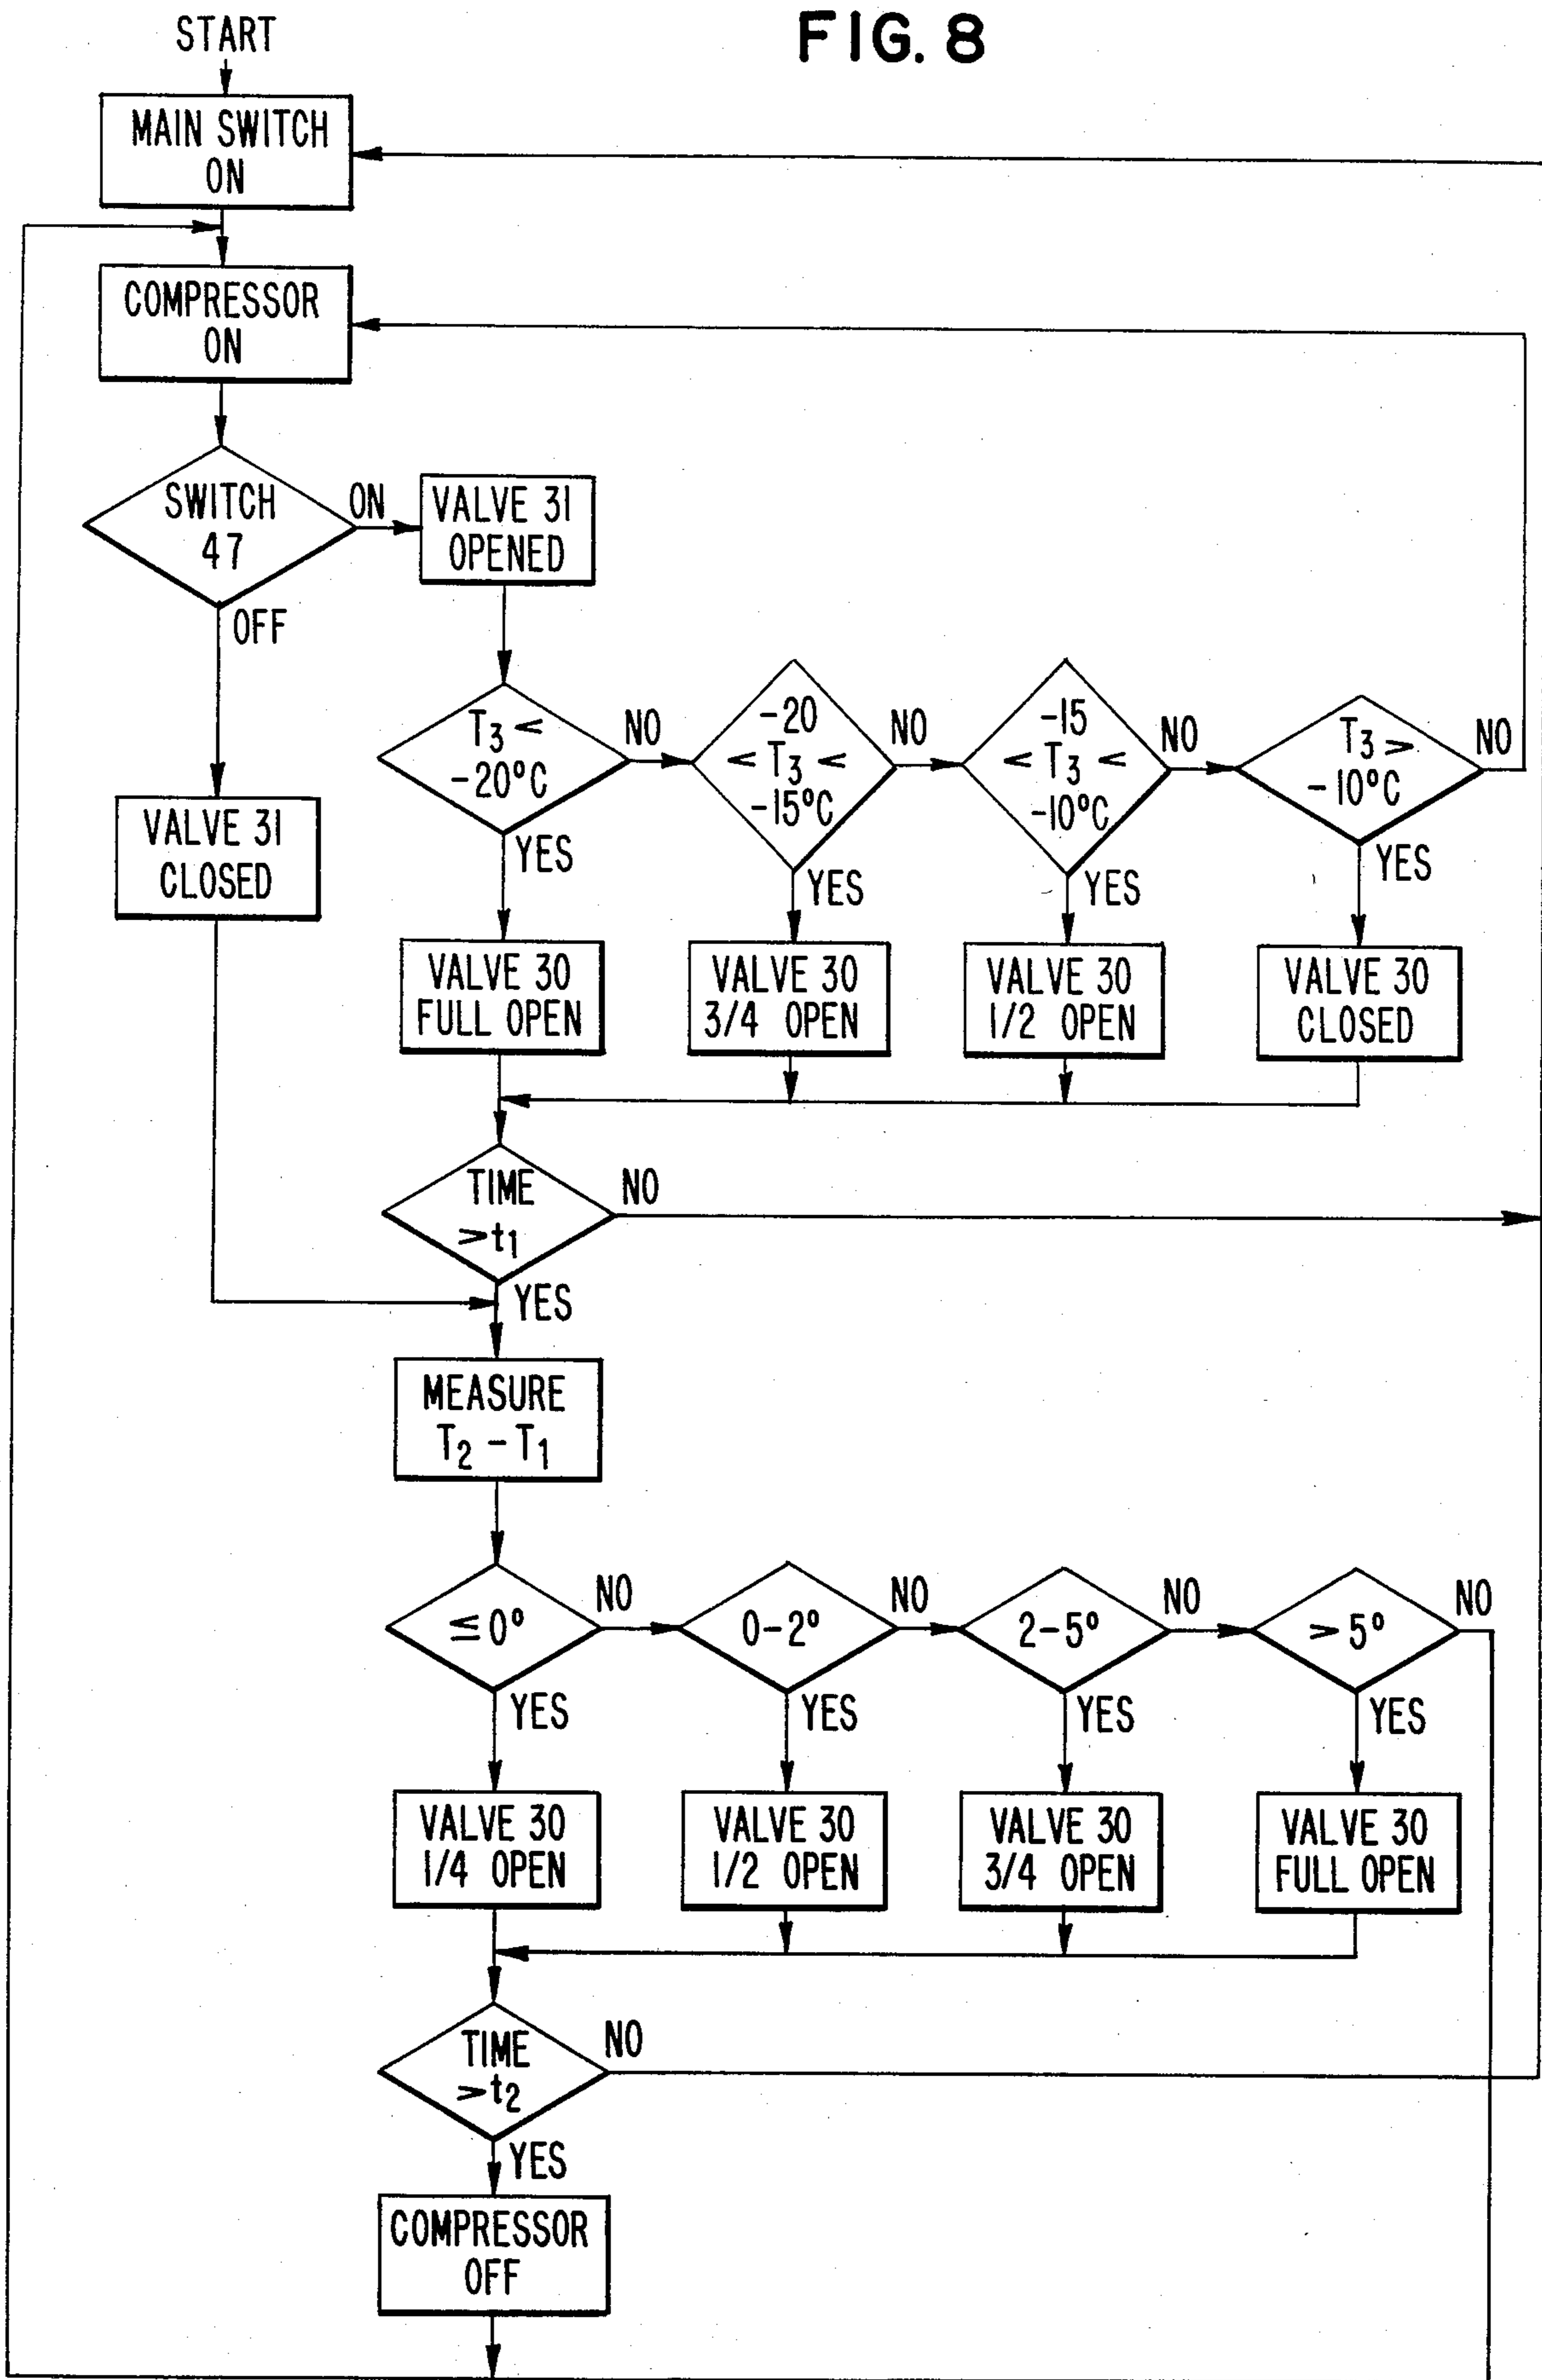 FIG. 8
START
MAIN SWITCH
ON
COMPRESSOR
ON
SWITCH
47
ON
OFF
VALVE 31
OPENED
VALVE 31
CLOSED
T₃ <
-20°C
NO
YES
-20
< T₃ <
-15°C
NO
YES
-15
< T₃ <
-10°C
NO
YES
T₃ >
-10°C
NO
YES
VALVE 30
FULL OPEN
VALVE 30
3/4 OPEN
VALVE 30
1/2 OPEN
VALVE 30
CLOSED
TIME
>t₁
NO
YES
MEASURE
T₂ - T₁
≦ 0°
NO
YES
0-2°
NO
YES
2-5°
NO
YES
> 5°
NO
YES
VALVE 30
1/4 OPEN
VALVE 30
1/2 OPEN
VALVE 30
3/4 OPEN
VALVE 30
FULL OPEN
TIME
>t₂
NO
YES
COMPRESSOR
OFF